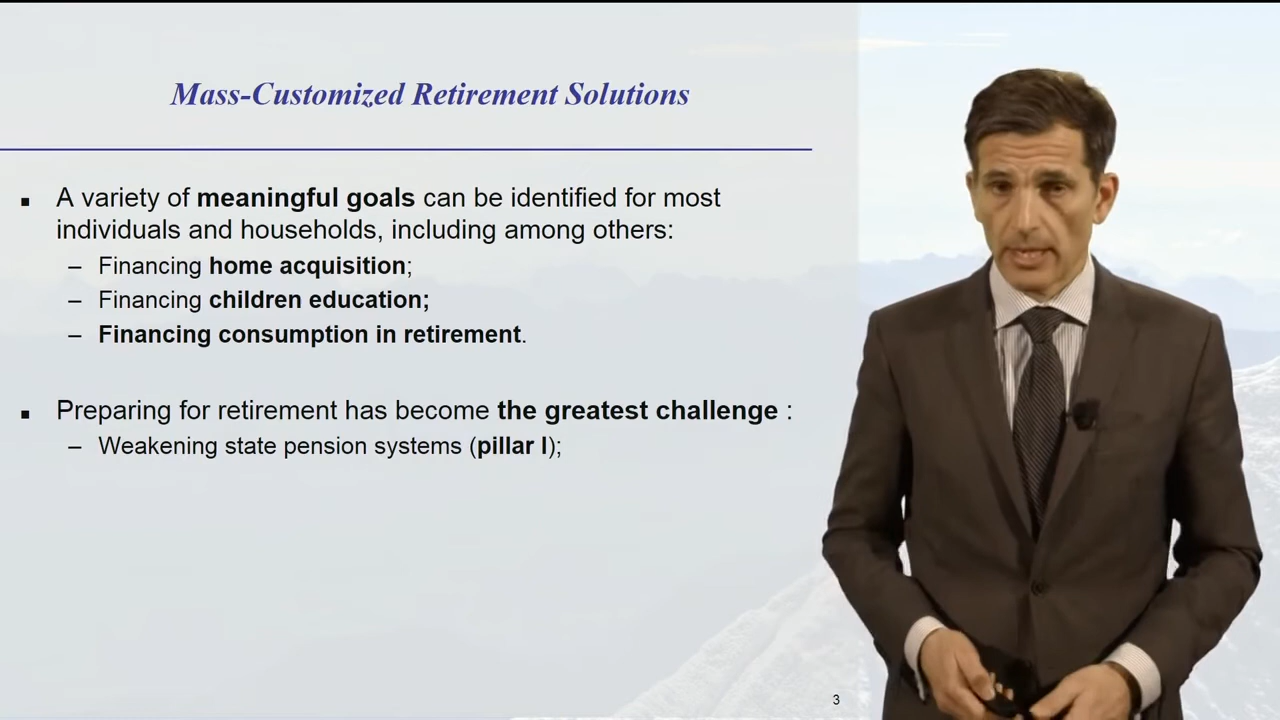 Mass-Customized Retirement Solutions
▪ A variety of meaningful goals can be identified for most
individuals and households, including among others:
– Financing home acquisition;
– Financing children education;
– Financing consumption in retirement.
▪ Preparing for retirement has become the greatest challenge :
– Weakening state pension systems (pillar I);
3